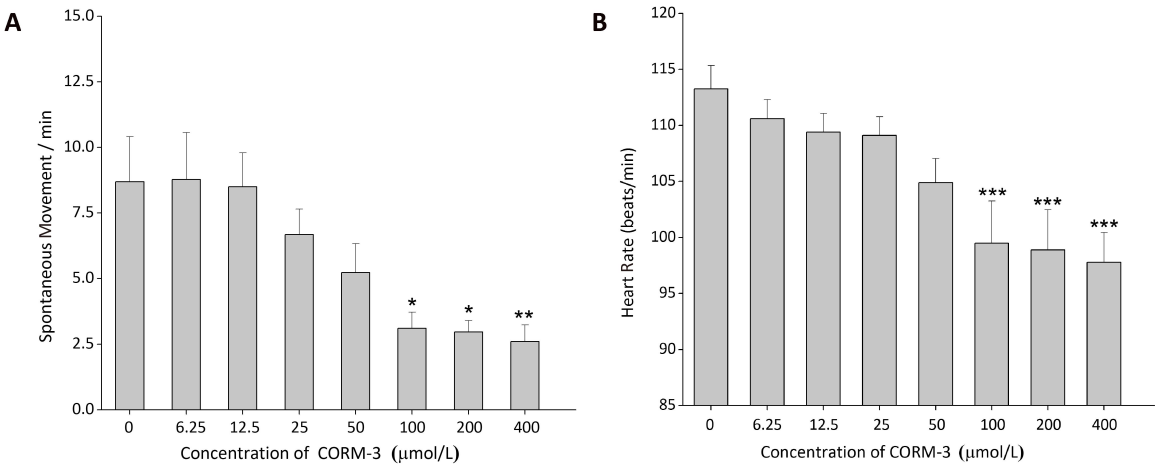 A
Spontaneous Movement / min
15.0
12.5
10.0
7.5
5.0
2.5
0.0
*
*
**
0 6.25 12.5 25 50 100 200 400
Concentration of CORM-3 (μmol/L)
B
Heart Rate (beats/min)
120
115
110
105
100
95
90
85
***
***
***
0 6.25 12.5 25 50 100 200 400
Concentration of CORM-3 (μmol/L)